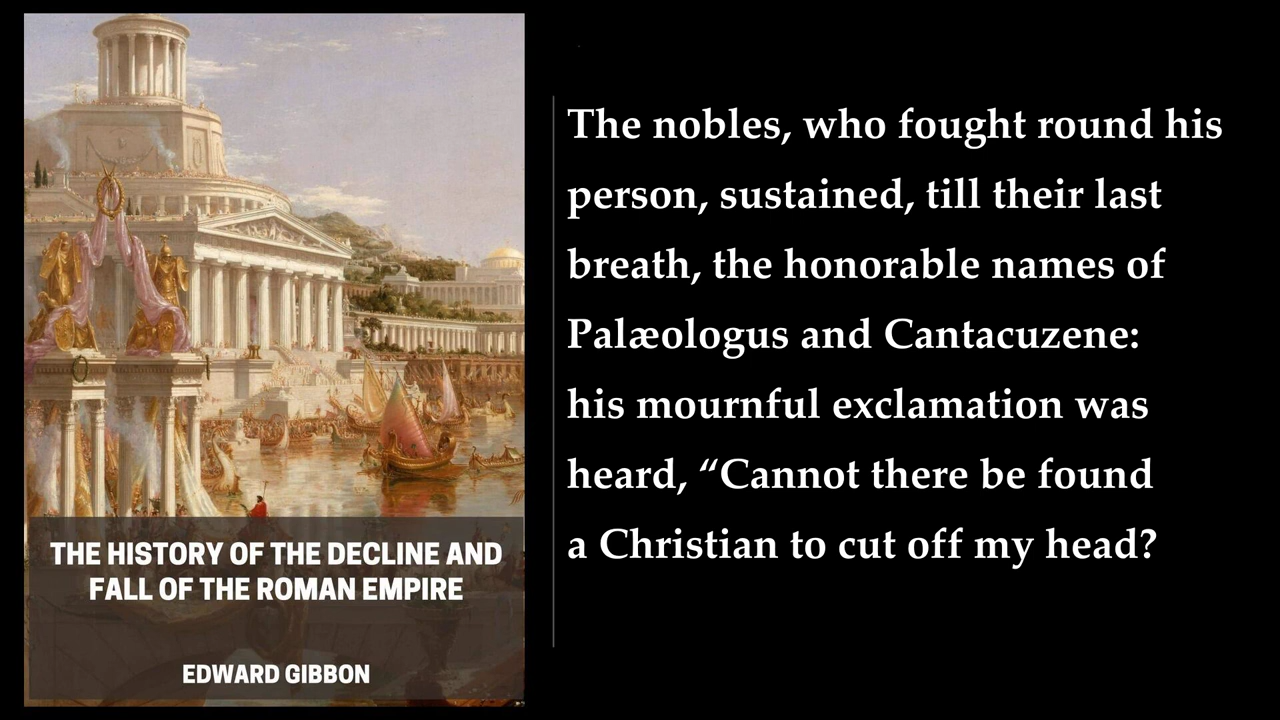 THE HISTORY OF THE DECLINE AND
FALL OF THE ROMAN EMPIRE
EDWARD GIBBON
The nobles, who fought round his
person, sustained, till their last
breath, the honorable names of
Palæologus and Cantacuzene:
his mournful exclamation was
heard, “Cannot there be found
a Christian to cut off my head?